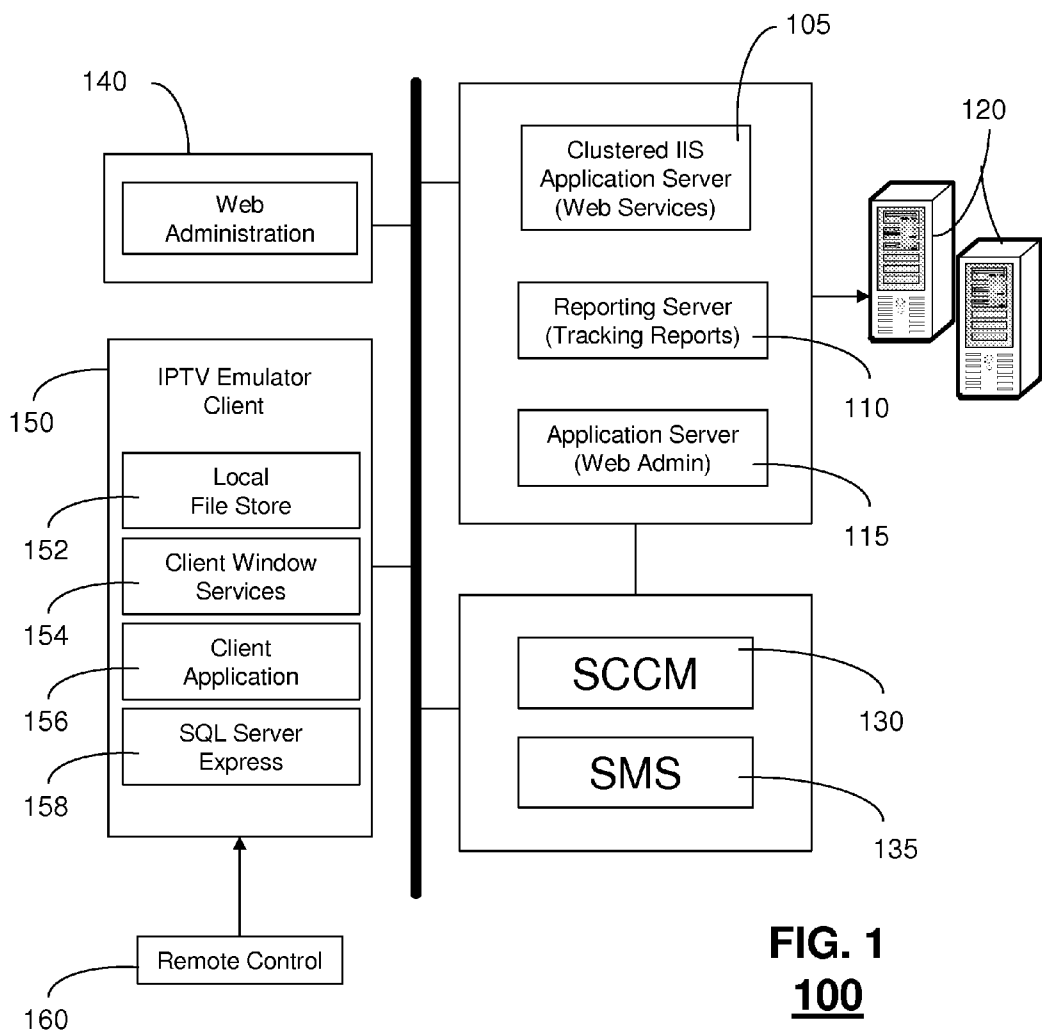 105
140
120
Clustered IIS
Application Server
(Web Services)
Web
Administration
Reporting Server
(Tracking Reports)
110
IPTV Emulator
Client
150
Application Server
(Web Admin)
115
Local
File Store
152
Client Window
Services
154
Client
Application
156
SQL Server
Express
158
SCCM
130
SMS
135
Remote Control
160
FIG. 1
100